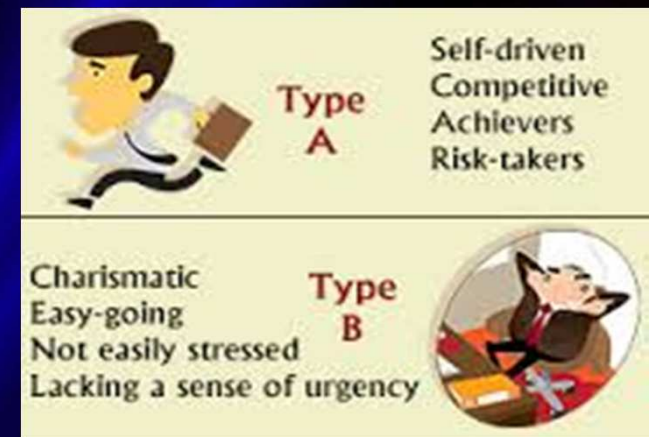 Type
A
Self-driven
Competitive
Achievers
Risk-takers
Charismatic
Easy-going
Not easily stressed
Lacking a sense of urgency
Type
B